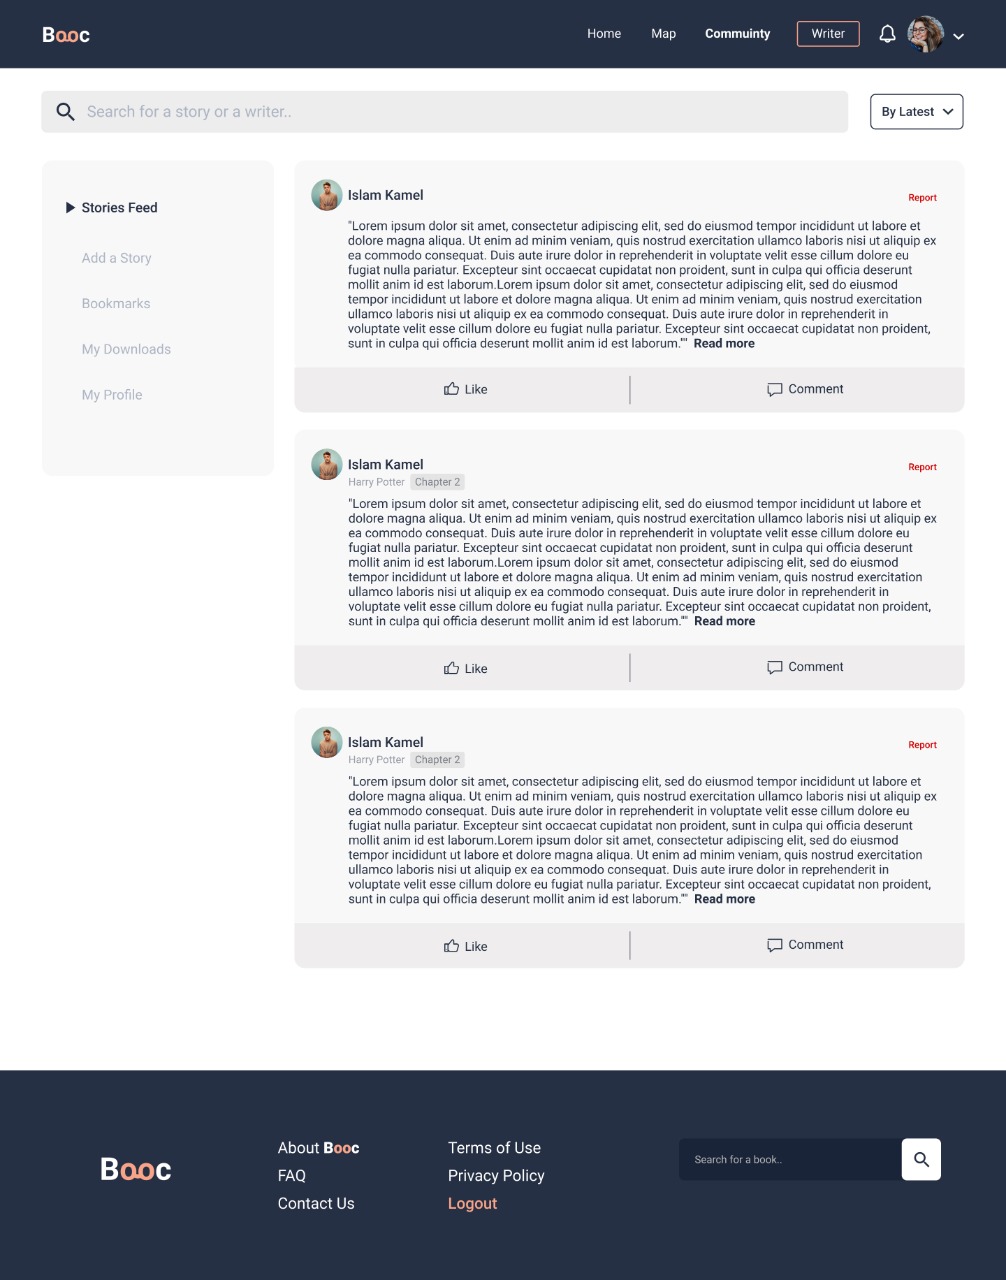 Booc
Home Map Commuinty Writer
Search for a story or a writer..
By Latest
Stories Feed
Add a Story
Bookmarks
My Downloads
My Profile
Islam Kamel
Report
"Lorem ipsum dolor sit amet, consectetur adipiscing elit, sed do eiusmod tempor incididunt ut labore et
dolore magna aliqua. Ut enim ad minim veniam, quis nostrud exercitation ullamco laboris nisi ut aliquip ex
ea commodo consequat. Duis aute irure dolor in reprehenderit in voluptate velit esse cillum dolore eu
fugiat nulla pariatur. Excepteur sint occaecat cupidatat non proident, sunt in culpa qui officia deserunt
mollit anim id est laborum.Lorem ipsum dolor sit amet, consectetur adipiscing elit, sed do eiusmod
tempor incididunt ut labore et dolore magna aliqua. Ut enim ad minim veniam, quis nostrud exercitation
ullamco laboris nisi ut aliquip ex ea commodo consequat. Duis aute irure dolor in reprehenderit in
voluptate velit esse cillum dolore eu fugiat nulla pariatur. Excepteur sint occaecat cupidatat non proident,
sunt in culpa qui officia deserunt mollit anim id est laborum."" Read more
Like
Comment
Islam Kamel
Report
Harry Potter Chapter 2
"Lorem ipsum dolor sit amet, consectetur adipiscing elit, sed do eiusmod tempor incididunt ut labore et
dolore magna aliqua. Ut enim ad minim veniam, quis nostrud exercitation ullamco laboris nisi ut aliquip ex
ea commodo consequat. Duis aute irure dolor in reprehenderit in voluptate velit esse cillum dolore eu
fugiat nulla pariatur. Excepteur sint occaecat cupidatat non proident, sunt in culpa qui officia deserunt
mollit anim id est laborum.Lorem ipsum dolor sit amet, consectetur adipiscing elit, sed do eiusmod
tempor incididunt ut labore et dolore magna aliqua. Ut enim ad minim veniam, quis nostrud exercitation
ullamco laboris nisi ut aliquip ex ea commodo consequat. Duis aute irure dolor in reprehenderit in
voluptate velit esse cillum dolore eu fugiat nulla pariatur. Excepteur sint occaecat cupidatat non proident,
sunt in culpa qui officia deserunt mollit anim id est laborum."" Read more
Like
Comment
Islam Kamel
Report
Harry Potter Chapter 2
"Lorem ipsum dolor sit amet, consectetur adipiscing elit, sed do eiusmod tempor incididunt ut labore et
dolore magna aliqua. Ut enim ad minim veniam, quis nostrud exercitation ullamco laboris nisi ut aliquip ex
ea commodo consequat. Duis aute irure dolor in reprehenderit in voluptate velit esse cillum dolore eu
fugiat nulla pariatur. Excepteur sint occaecat cupidatat non proident, sunt in culpa qui officia deserunt
mollit anim id est laborum.Lorem ipsum dolor sit amet, consectetur adipiscing elit, sed do eiusmod
tempor incididunt ut labore et dolore magna aliqua. Ut enim ad minim veniam, quis nostrud exercitation
ullamco laboris nisi ut aliquip ex ea commodo consequat. Duis aute irure dolor in reprehenderit in
voluptate velit esse cillum dolore eu fugiat nulla pariatur. Excepteur sint occaecat cupidatat non proident,
sunt in culpa qui officia deserunt mollit anim id est laborum."" Read more
Like
Comment
Booc
About Booc
FAQ
Contact Us
Terms of Use
Privacy Policy
Logout
Search for a book..